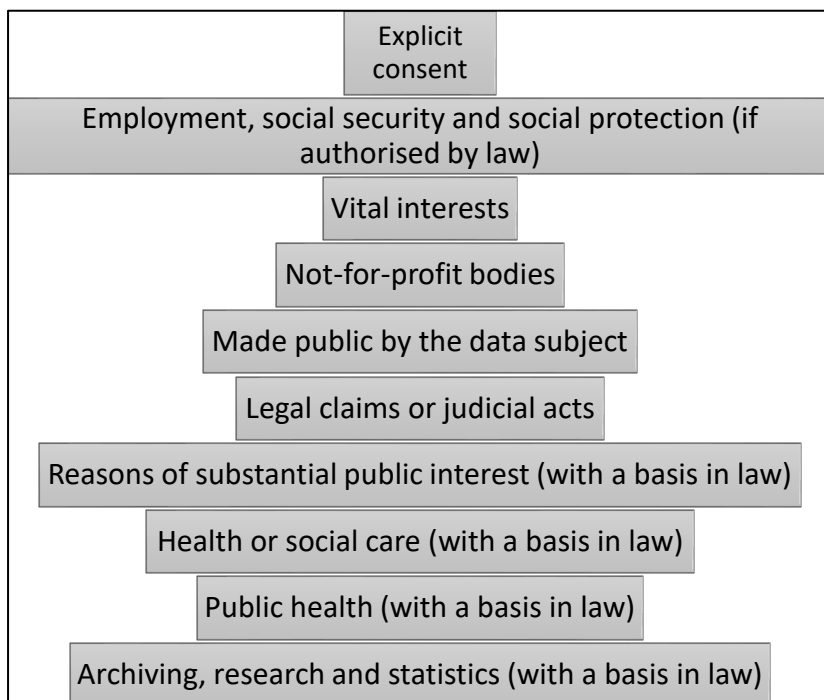 Explicit
consent
Employment, social security and social protection (if
authorised by law)
Vital interests
Not-for-profit bodies
Made public by the data subject
Legal claims or judicial acts
Reasons of substantial public interest (with a basis in law)
Health or social care (with a basis in law)
Public health (with a basis in law)
Archiving, research and statistics (with a basis in law)